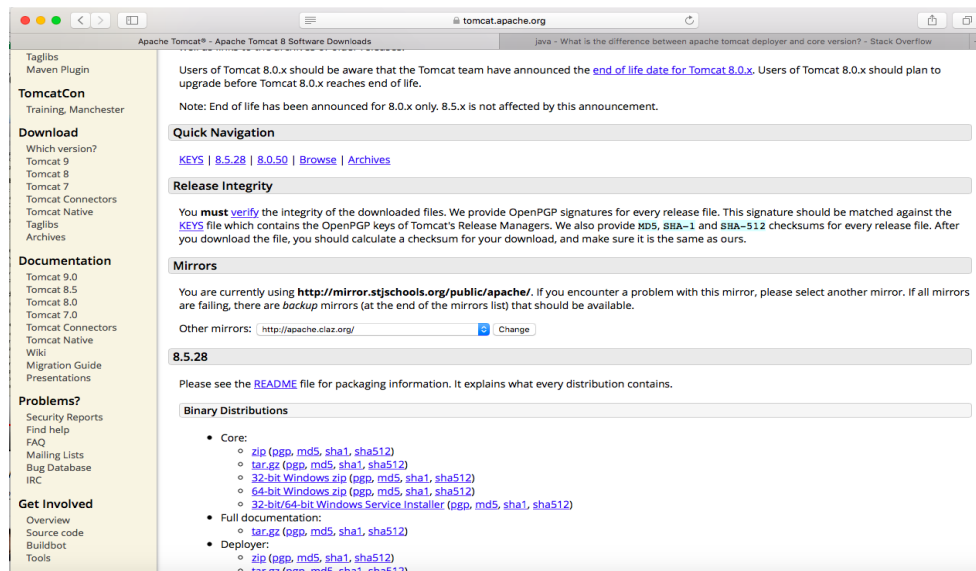 tomcat.apache.org
Apache Tomcat® - Apache Tomcat 8 Software Downloads
java - What is the difference between apache tomcat deployer and core version? - Stack Overflow
Taglibs
Maven Plugin
TomcatCon
Training, Manchester
Download
Which version?
Tomcat 9
Tomcat 8
Tomcat 7
Tomcat Connectors
Tomcat Native
Taglibs
Archives
Documentation
Tomcat 9.0
Tomcat 8.5
Tomcat 8.0
Tomcat 7.0
Tomcat Connectors
Tomcat Native
Wiki
Migration Guide
Presentations
Problems?
Security Reports
Find help
FAQ
Mailing Lists
Bug Database
IRC
Get Involved
Overview
Source code
Buildbot
Tools
Users of Tomcat 8.0.x should be aware that the Tomcat team have announced the end of life date for Tomcat 8.0.x. Users of Tomcat 8.0.x should plan to
upgrade before Tomcat 8.0.x reaches end of life.
Note: End of life has been announced for 8.0.x only. 8.5.x is not affected by this announcement.
Quick Navigation
KEYS | 8.5.28 | 8.0.50 | Browse | Archives
Release Integrity
You must verify the integrity of the downloaded files. We provide OpenPGP signatures for every release file. This signature should be matched against the
KEYS file which contains the OpenPGP keys of Tomcat's Release Managers. We also provide MD5, SHA-1 and SHA-512 checksums for every release file. After
you download the file, you should calculate a checksum for your download, and make sure it is the same as ours.
Mirrors
You are currently using http://mirror.stjschools.org/public/apache/. If you encounter a problem with this mirror, please select another mirror. If all mirrors
are failing, there are backup mirrors (at the end of the mirrors list) that should be available.
Other mirrors: http://apache.claz.org/ Change
8.5.28
Please see the README file for packaging information. It explains what every distribution contains.
Binary Distributions
Core:
zip (pgp, md5, sha1, sha512)
tar.gz (pgp, md5, sha1, sha512)
32-bit Windows zip (pgp, md5, sha1, sha512)
64-bit Windows zip (pgp, md5, sha1, sha512)
32-bit/64-bit Windows Service Installer (pgp, md5, sha1, sha512)
Full documentation:
tar.gz (pgp, md5, sha1, sha512)
Deployer:
zip (pgp, md5, sha1, sha512)
tar.gz (pgp, md5, sha1, sha512)